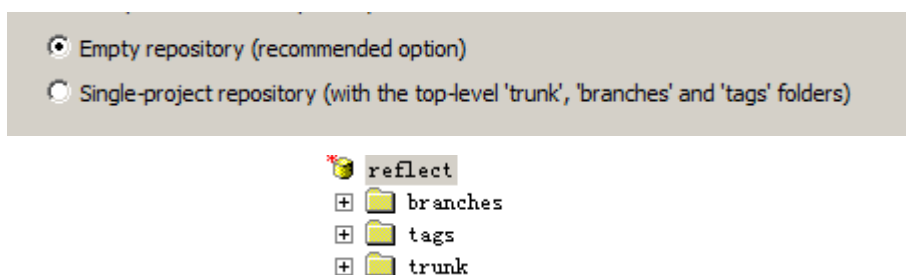 Empty repository (recommended option)
Single-project repository (with the top-level 'trunk', 'branches' and 'tags' folders)
reflect
branches
tags
trunk